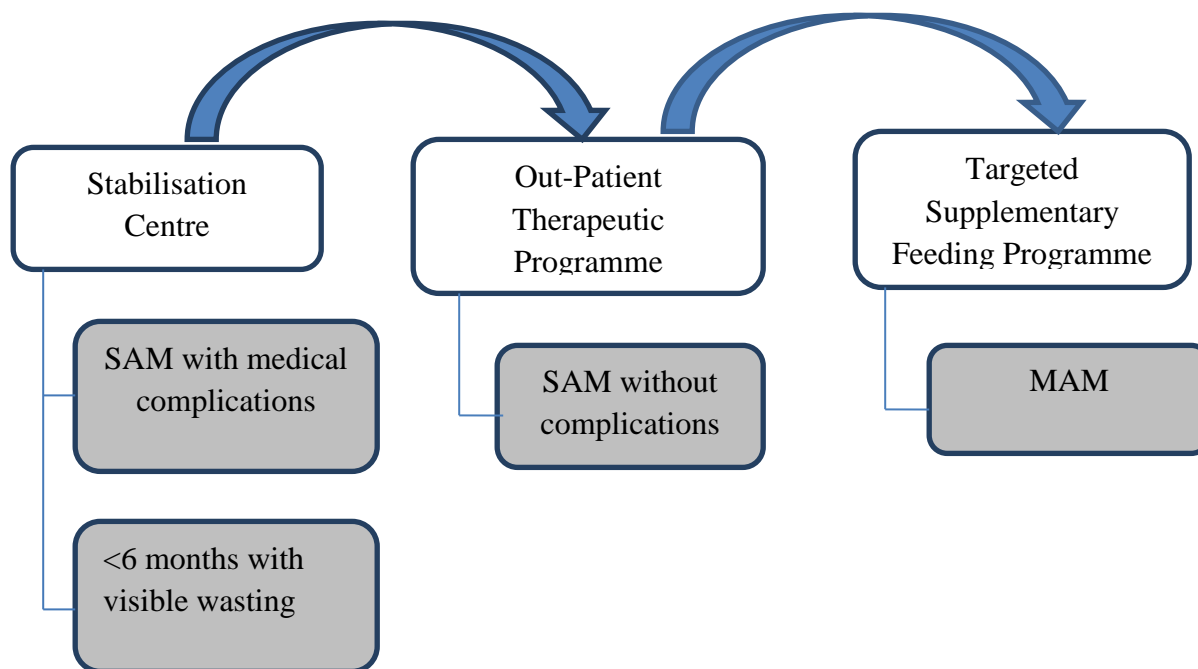 Stabilisation
Centre
Out-Patient
Therapeutic
Programme
Targeted
Supplementary
Feeding Programme
SAM with medical
complications
SAM without
complications
MAM
<6 months with
visible wasting